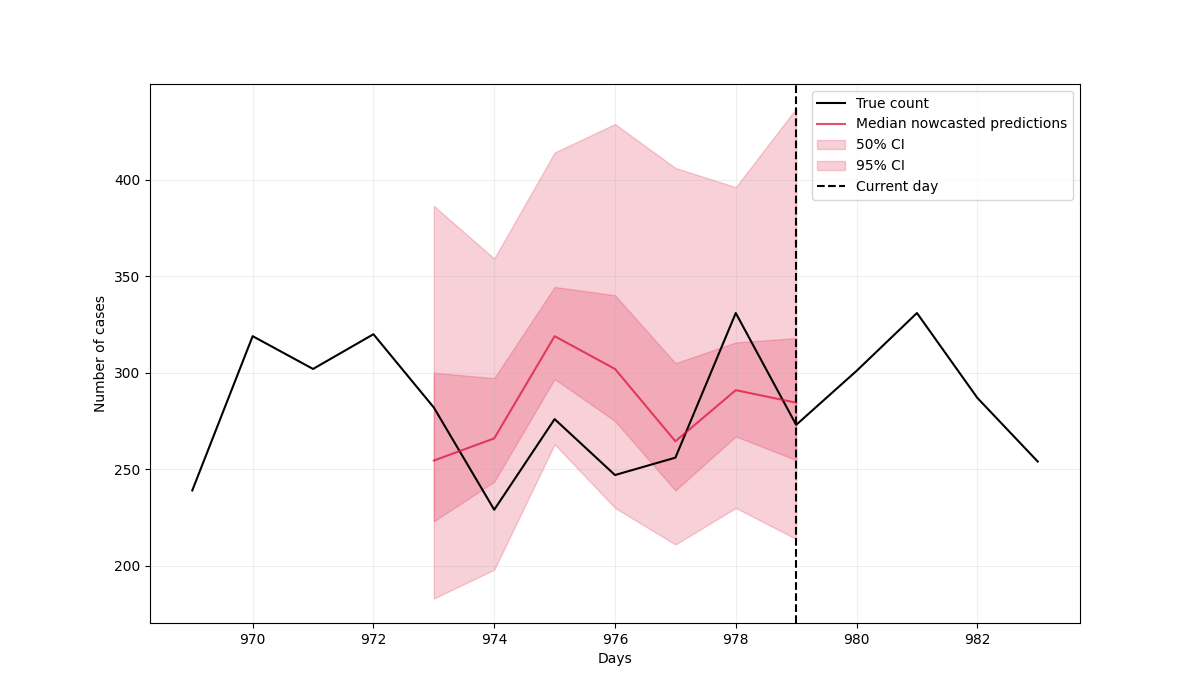 True count
Median nowcasted predictions
50% CI
95% CI
Current day
400
350
300
250
200
Number of cases
970 972 974 976 978 980 982
Days